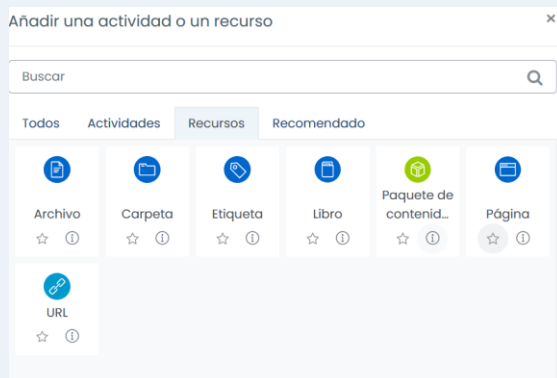 Añadir una actividad o un recurso
×
Buscar
Todos Actividades Recursos Recomendado
Archivo Carpeta Etiqueta Libro Paquete de contenid... Página
URL